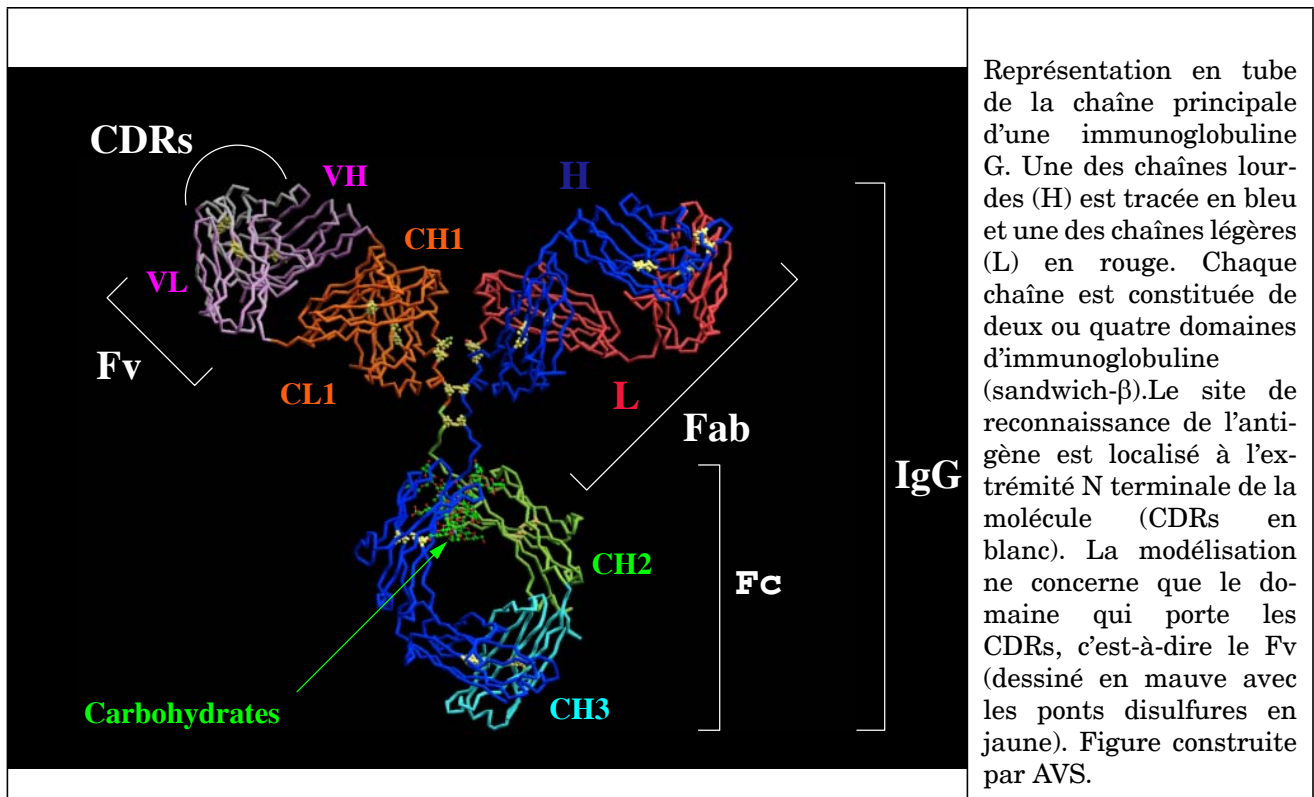 CDRs
VH
H
CH1
VL
Fv
CL1
L
Fab
IgG
CH2
Fc
Carbohydrates
CH3
Représentation en tube
de la chaîne principale
d'une immunoglobuline
G. Une des chaînes lour-
des (H) est tracée en bleu
et une des chaînes légères
(L) en rouge. Chaque
chaîne est constituée de
deux ou quatre domaines
d'immunoglobuline
(sandwich-β).Le site de
reconnaissance de l'anti-
gène est localisé à l'ex-
trémité N terminale de la
molécule (CDRs en
blanc). La modélisation
ne concerne que le do-
maine qui porte les
CDRs, c'est-à-dire le Fv
(dessiné en mauve avec
les ponts disulfures en
jaune). Figure construite
par AVS.